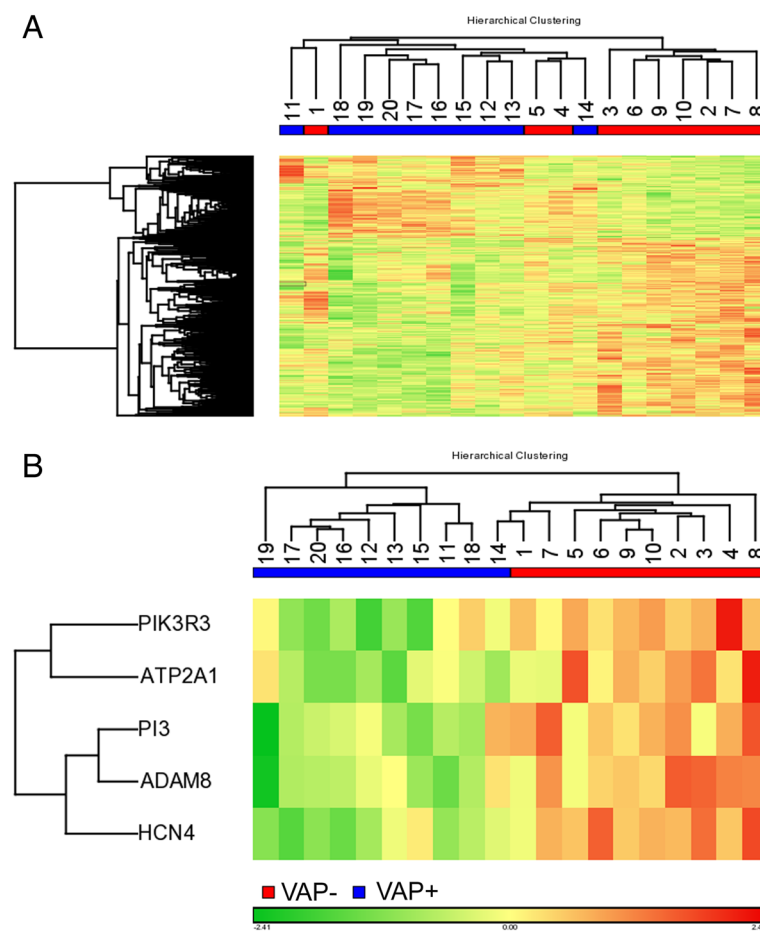 A
Hierarchical Clustering
11 1 18 19 20 17 16 15 12 13 5 4 14 3 6 9 10 2 7 8
B
Hierarchical Clustering
19 17 20 16 12 13 15 11 18 14 1 7 5 6 9 10 2 3 4 8
PIK3R3
ATP2A1
PI3
ADAM8
HCN4
VAP- VAP+
-2.41 0.00 2.4